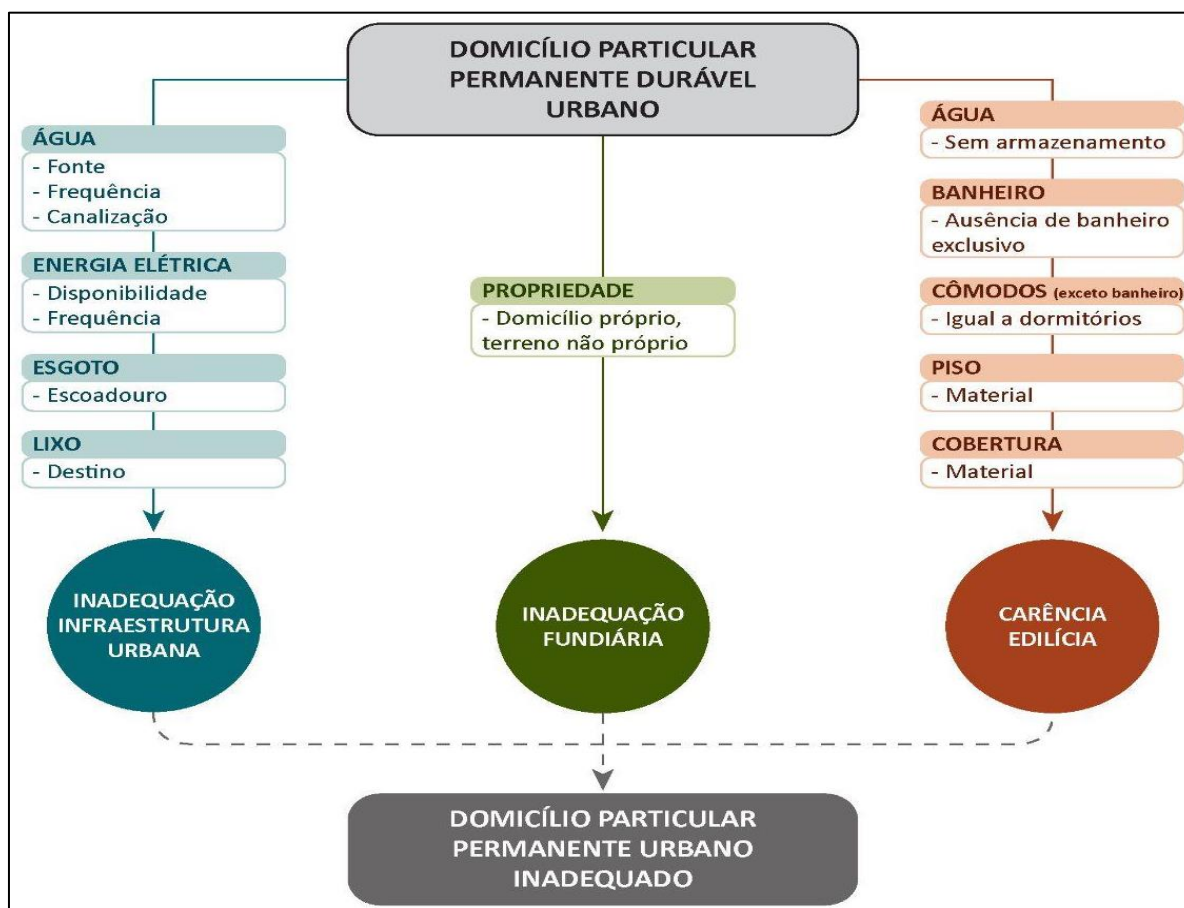 DOMICÍLIO PARTICULAR
PERMANENTE DURÁVEL
URBANO
ÁGUA
- Fonte
- Frequência
- Canalização
ENERGIA ELÉTRICA
- Disponibilidade
- Frequência
ESGOTO
- Escoadouro
LIXO
- Destino
INADEQUAÇÃO
INFRAESTRUTURA
URBANA
PROPRIEDADE
- Domicílio próprio,
terreno não próprio
INADEQUAÇÃO
FUNDIÁRIA
ÁGUA
- Sem armazenamento
BANHEIRO
- Ausência de banheiro
exclusivo
CÔMODOS (exceto banheiro)
- Igual a dormitórios
PISO
- Material
COBERTURA
- Material
CARÊNCIA
EDILÍCIA
DOMICÍLIO PARTICULAR
PERMANENTE URBANO
INADEQUADO